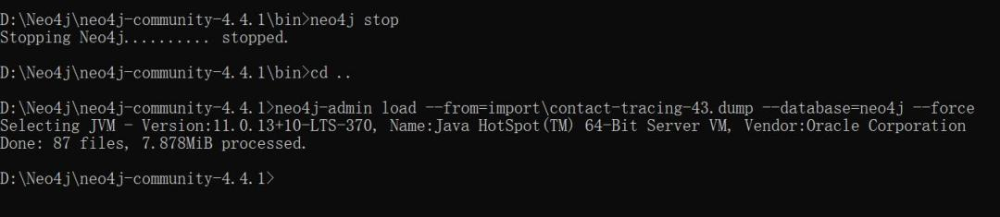 D:\Neo4j\neo4j-community-4.4.1\bin>neo4j stop
Stopping Neo4j.......... stopped.
D:\Neo4j\neo4j-community-4.4.1\bin>cd ..
D:\Neo4j\neo4j-community-4.4.1>neo4j-admin load --from=import\contact-tracing-43.dump --database=neo4j --force
Selecting JVM - Version:11.0.13+10-LTS-370, Name:Java HotSpot(TM) 64-Bit Server VM, Vendor:Oracle Corporation
Done: 87 files, 7.878MiB processed.
D:\Neo4j\neo4j-community-4.4.1>